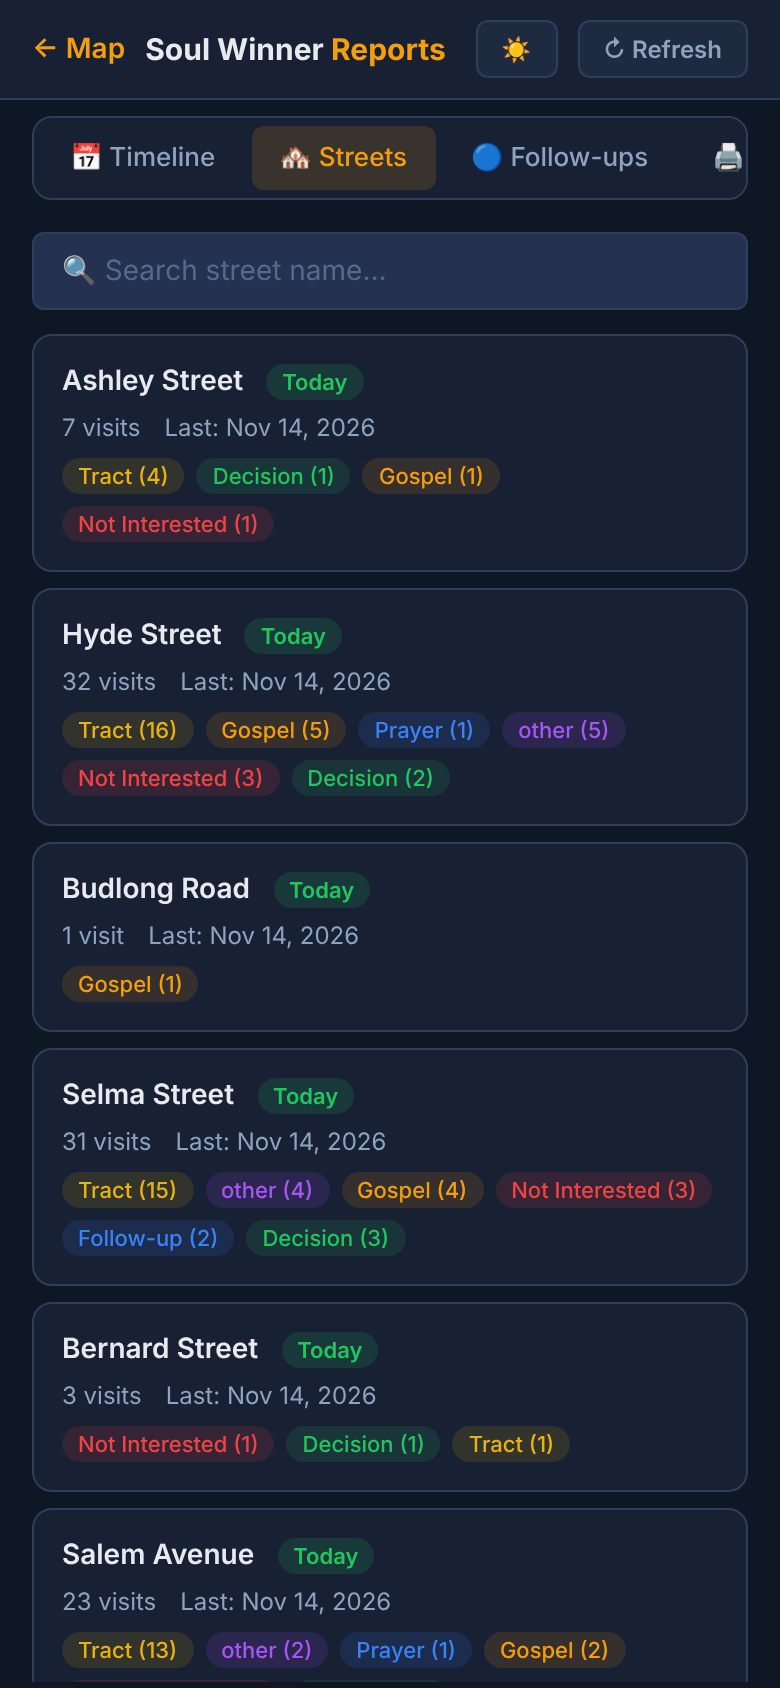 ← Map Soul Winner Reports ☀️ ↻ Refresh
📅 Timeline 🏘️ Streets 🔵 Follow-ups 🖨️
🔍 Search street name...
Ashley Street Today
7 visits Last: Nov 14, 2026
Tract (4) Decision (1) Gospel (1)
Not Interested (1)
Hyde Street Today
32 visits Last: Nov 14, 2026
Tract (16) Gospel (5) Prayer (1) other (5)
Not Interested (3) Decision (2)
Budlong Road Today
1 visit Last: Nov 14, 2026
Gospel (1)
Selma Street Today
31 visits Last: Nov 14, 2026
Tract (15) other (4) Gospel (4) Not Interested (3)
Follow-up (2) Decision (3)
Bernard Street Today
3 visits Last: Nov 14, 2026
Not Interested (1) Decision (1) Tract (1)
Salem Avenue Today
23 visits Last: Nov 14, 2026
Tract (13) other (2) Prayer (1) Gospel (2)